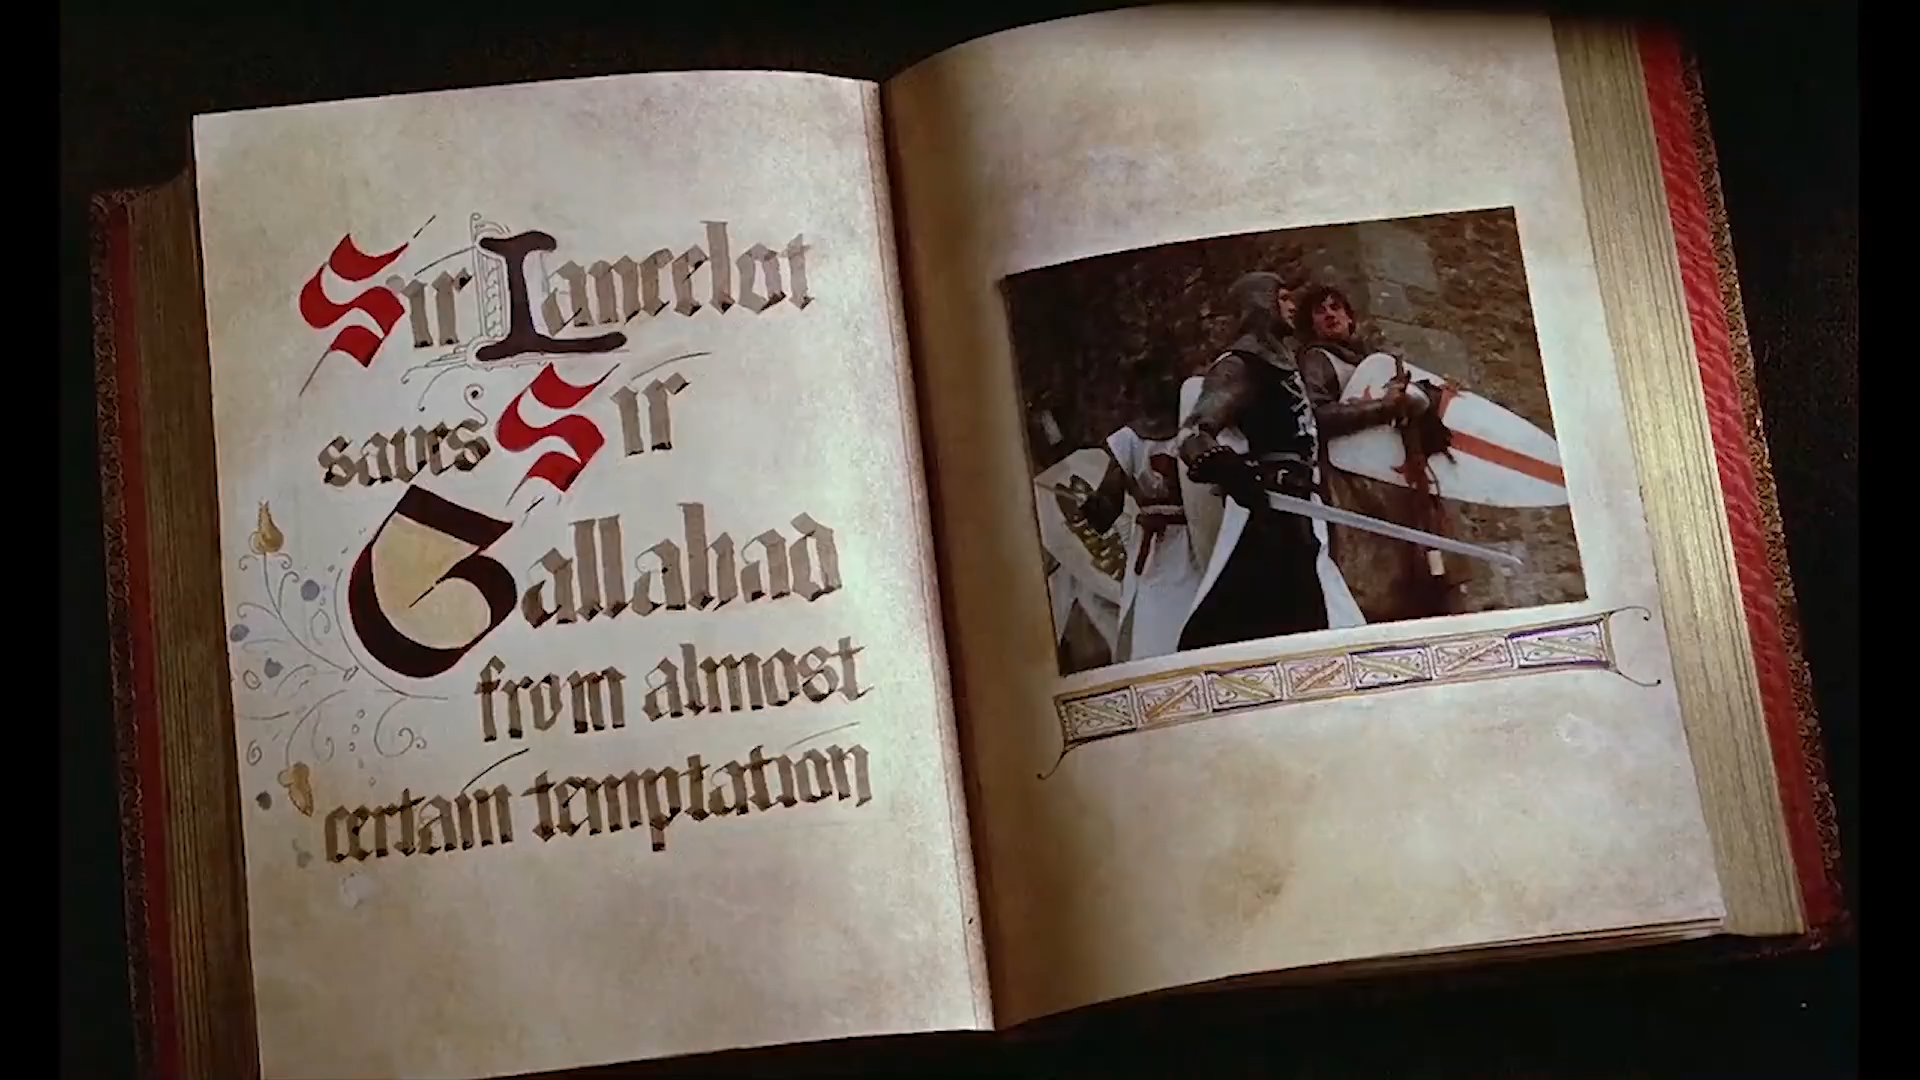 Sir Lancelot
saves Sir
Gallahad
from almost
certain temptation